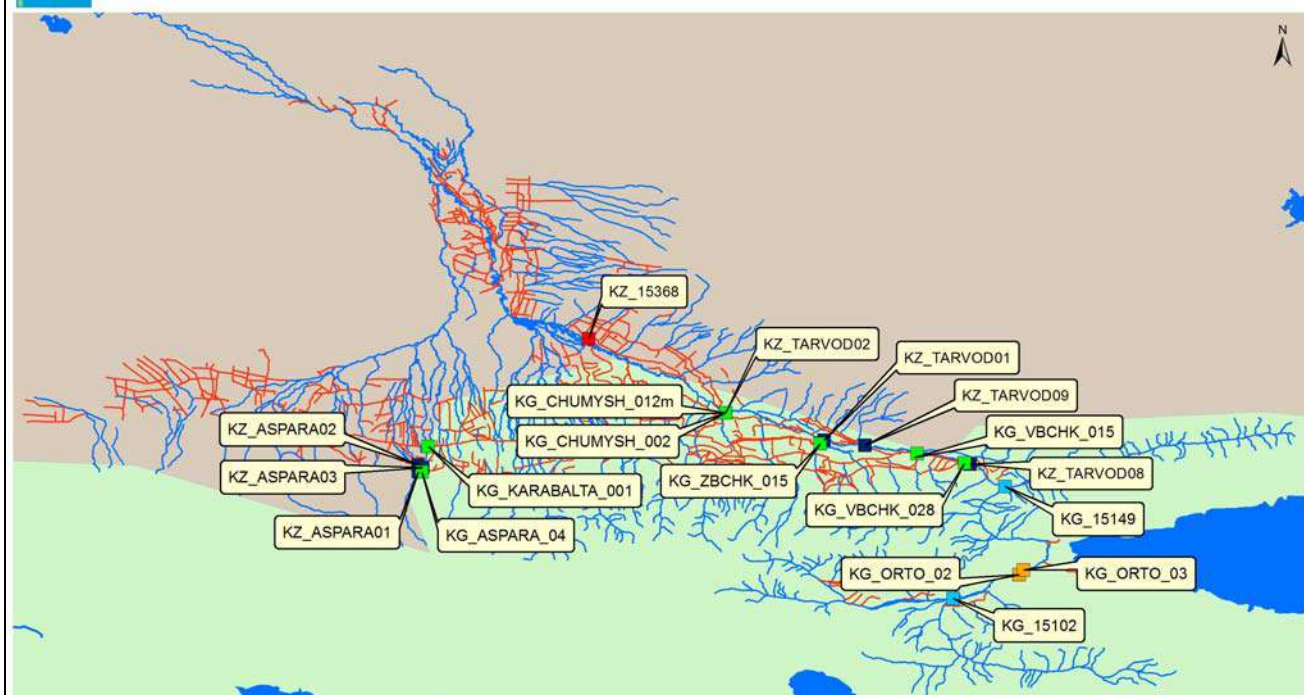 N
KZ_15368
KZ_TARVOD02
KZ_TARVOD01
KG_CHUMYSH_012m
KZ_TARVOD09
KZ_ASPARA02
KG_CHUMYSH_002
KG_VBCHK_015
KZ_ASPARA03
KG_ZBCHK_015
KZ_TARVOD08
KG_KARABALTA_001
KG_VBCHK_028
KG_15149
KZ_ASPARA01
KG_ASPARA_04
KG_ORTO_02
KG_ORTO_03
KG_15102